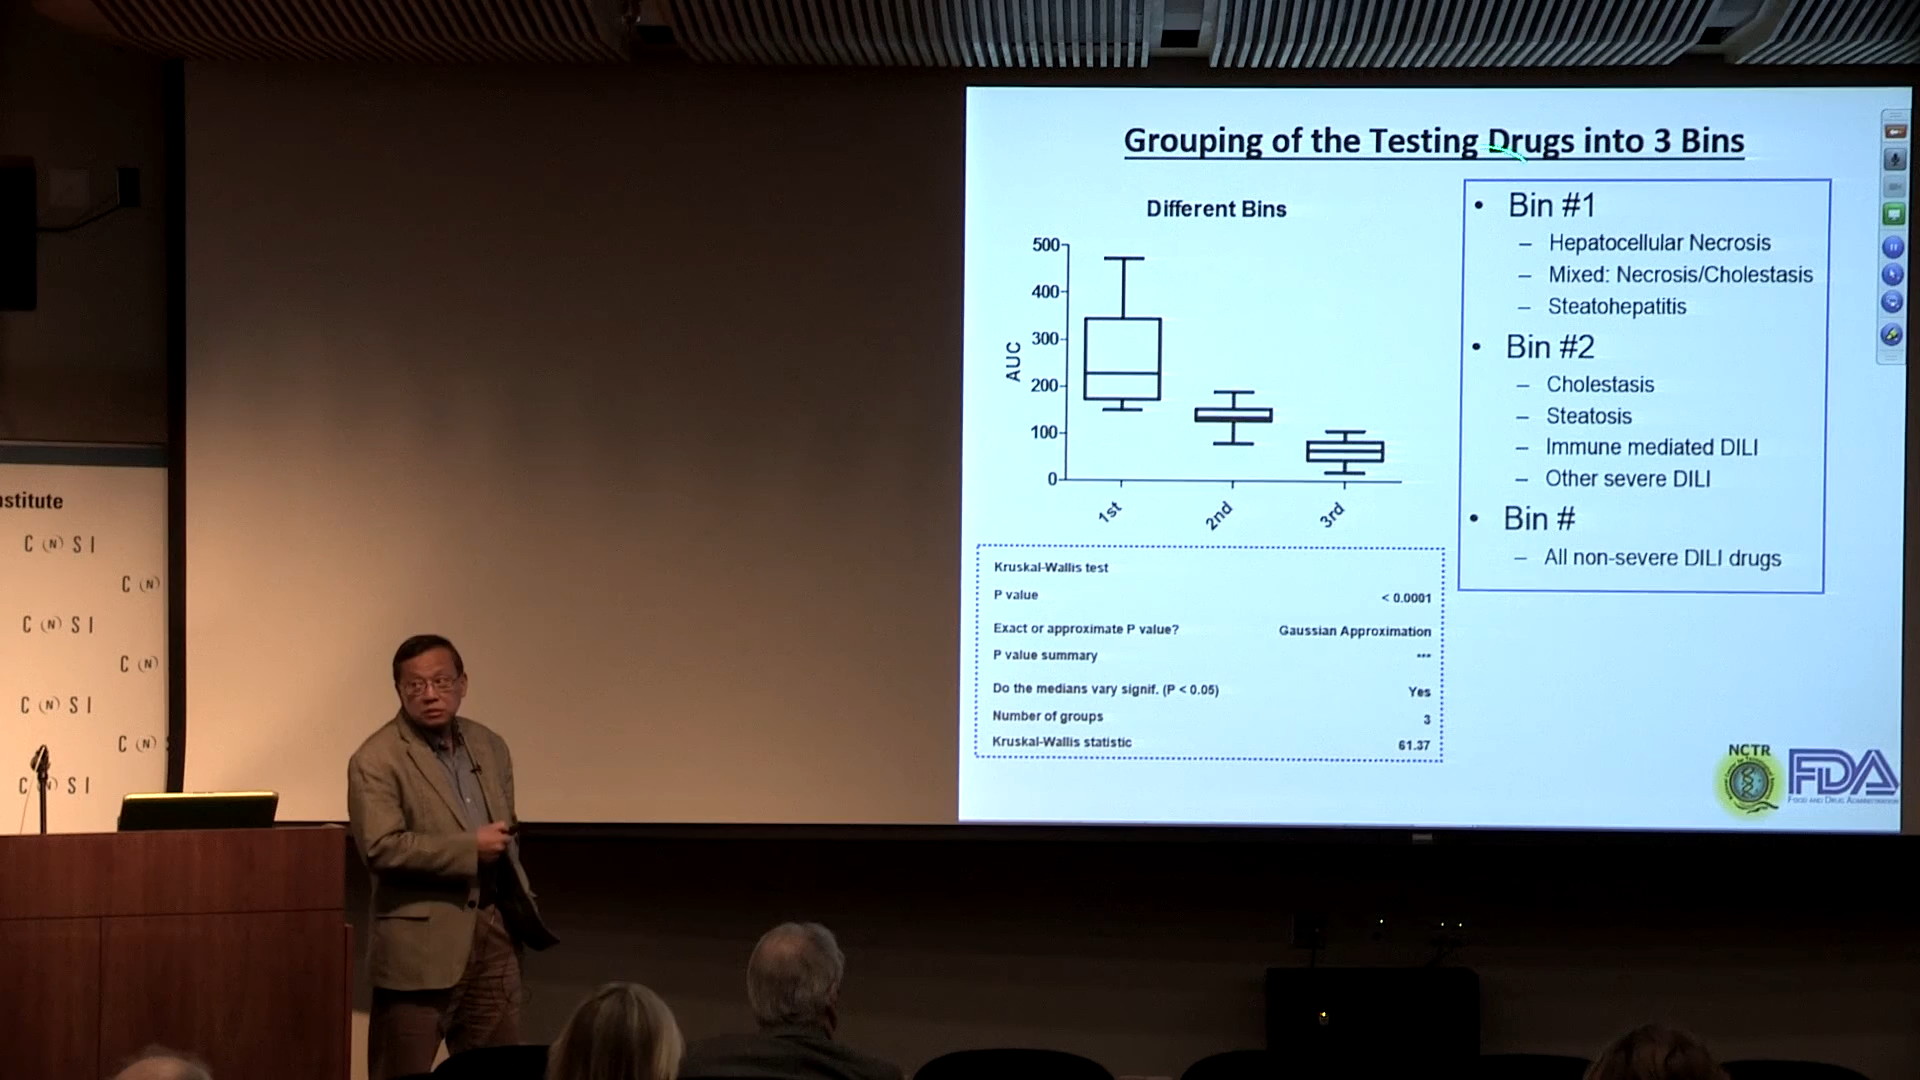 Grouping of the Testing Drugs into 3 Bins
Different Bins
500
400
300
200
100
0
AUC
1st
2nd
3rd
• Bin #1
– Hepatocellular Necrosis
– Mixed: Necrosis/Cholestasis
– Steatohepatitis
• Bin #2
– Cholestasis
– Steatosis
– Immune mediated DILI
– Other severe DILI
• Bin #
– All non-severe DILI drugs
Kruskal-Wallis test
P value < 0.0001
Exact or approximate P value? Gaussian Approximation
P value summary ***
Do the medians vary signif. (P < 0.05) Yes
Number of groups 3
Kruskal-Wallis statistic 61.37
NCTR
FDA
FOOD AND DRUG ADMINISTRATION
stitute
C (N) S I
C (N)
C (N) S I
C (N)
C (N) S I
C (N) S
C (N) S I